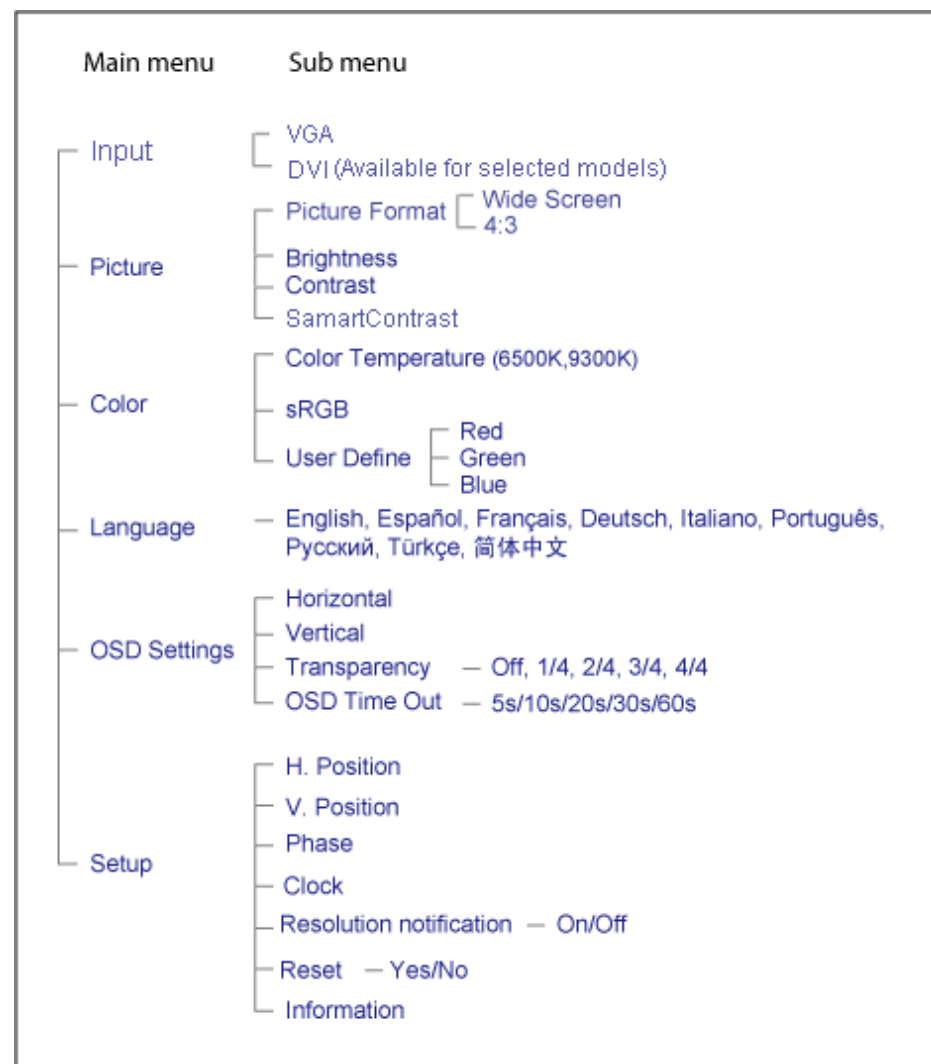 Main menu Sub menu
Input
VGA
DVI (Available for selected models)
Picture
Picture Format
Wide Screen
4:3
Brightness
Contrast
SamartContrast
Color
Color Temperature (6500K,9300K)
sRGB
User Define
Red
Green
Blue
Language
English, Español, Français, Deutsch, Italiano, Português,
Русский, Türkçe, 简体中文
OSD Settings
Horizontal
Vertical
Transparency — Off, 1/4, 2/4, 3/4, 4/4
OSD Time Out — 5s/10s/20s/30s/60s
Setup
H. Position
V. Position
Phase
Clock
Resolution notification — On/Off
Reset — Yes/No
Information